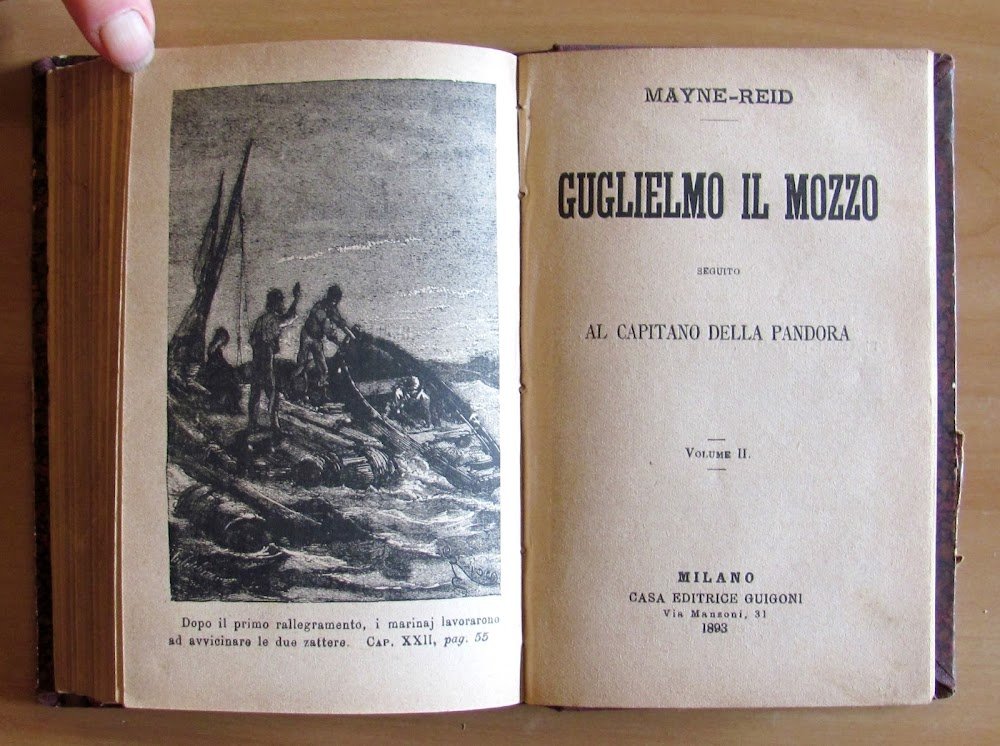 Dopo il primo rallegramento, i marinaj lavorarono
ad avvicinare le due zattere. CAP. XXII, pag. 55
MAYNE-REID
GUGLIELMO IL MOZZO
SEGUITO
AL CAPITANO DELLA PANDORA
VOLUME II.
MILANO
CASA EDITRICE GUIGONI
Via Manzoni, 31
1893